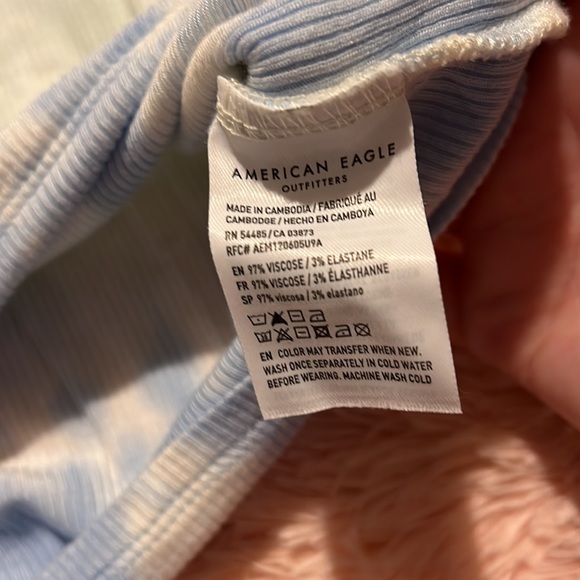 AMERICAN EAGLE
OUTFITTERS
MADE IN CAMBODIA / FABRIQUÉ AU
CAMBODGE / HECHO EN CAMBOYA
RN 54485 / CA 03873
RFC# AEM120605U9A
EN 97% VISCOSE / 3% ELASTANE
FR 97% VISCOSE / 3% ÉLASTHANNE
SP 97% viscosa / 3% elastano
EN COLOR MAY TRANSFER WHEN NEW.
WASH ONCE SEPARATELY IN COLD WATER
BEFORE WEARING. MACHINE WASH COLD